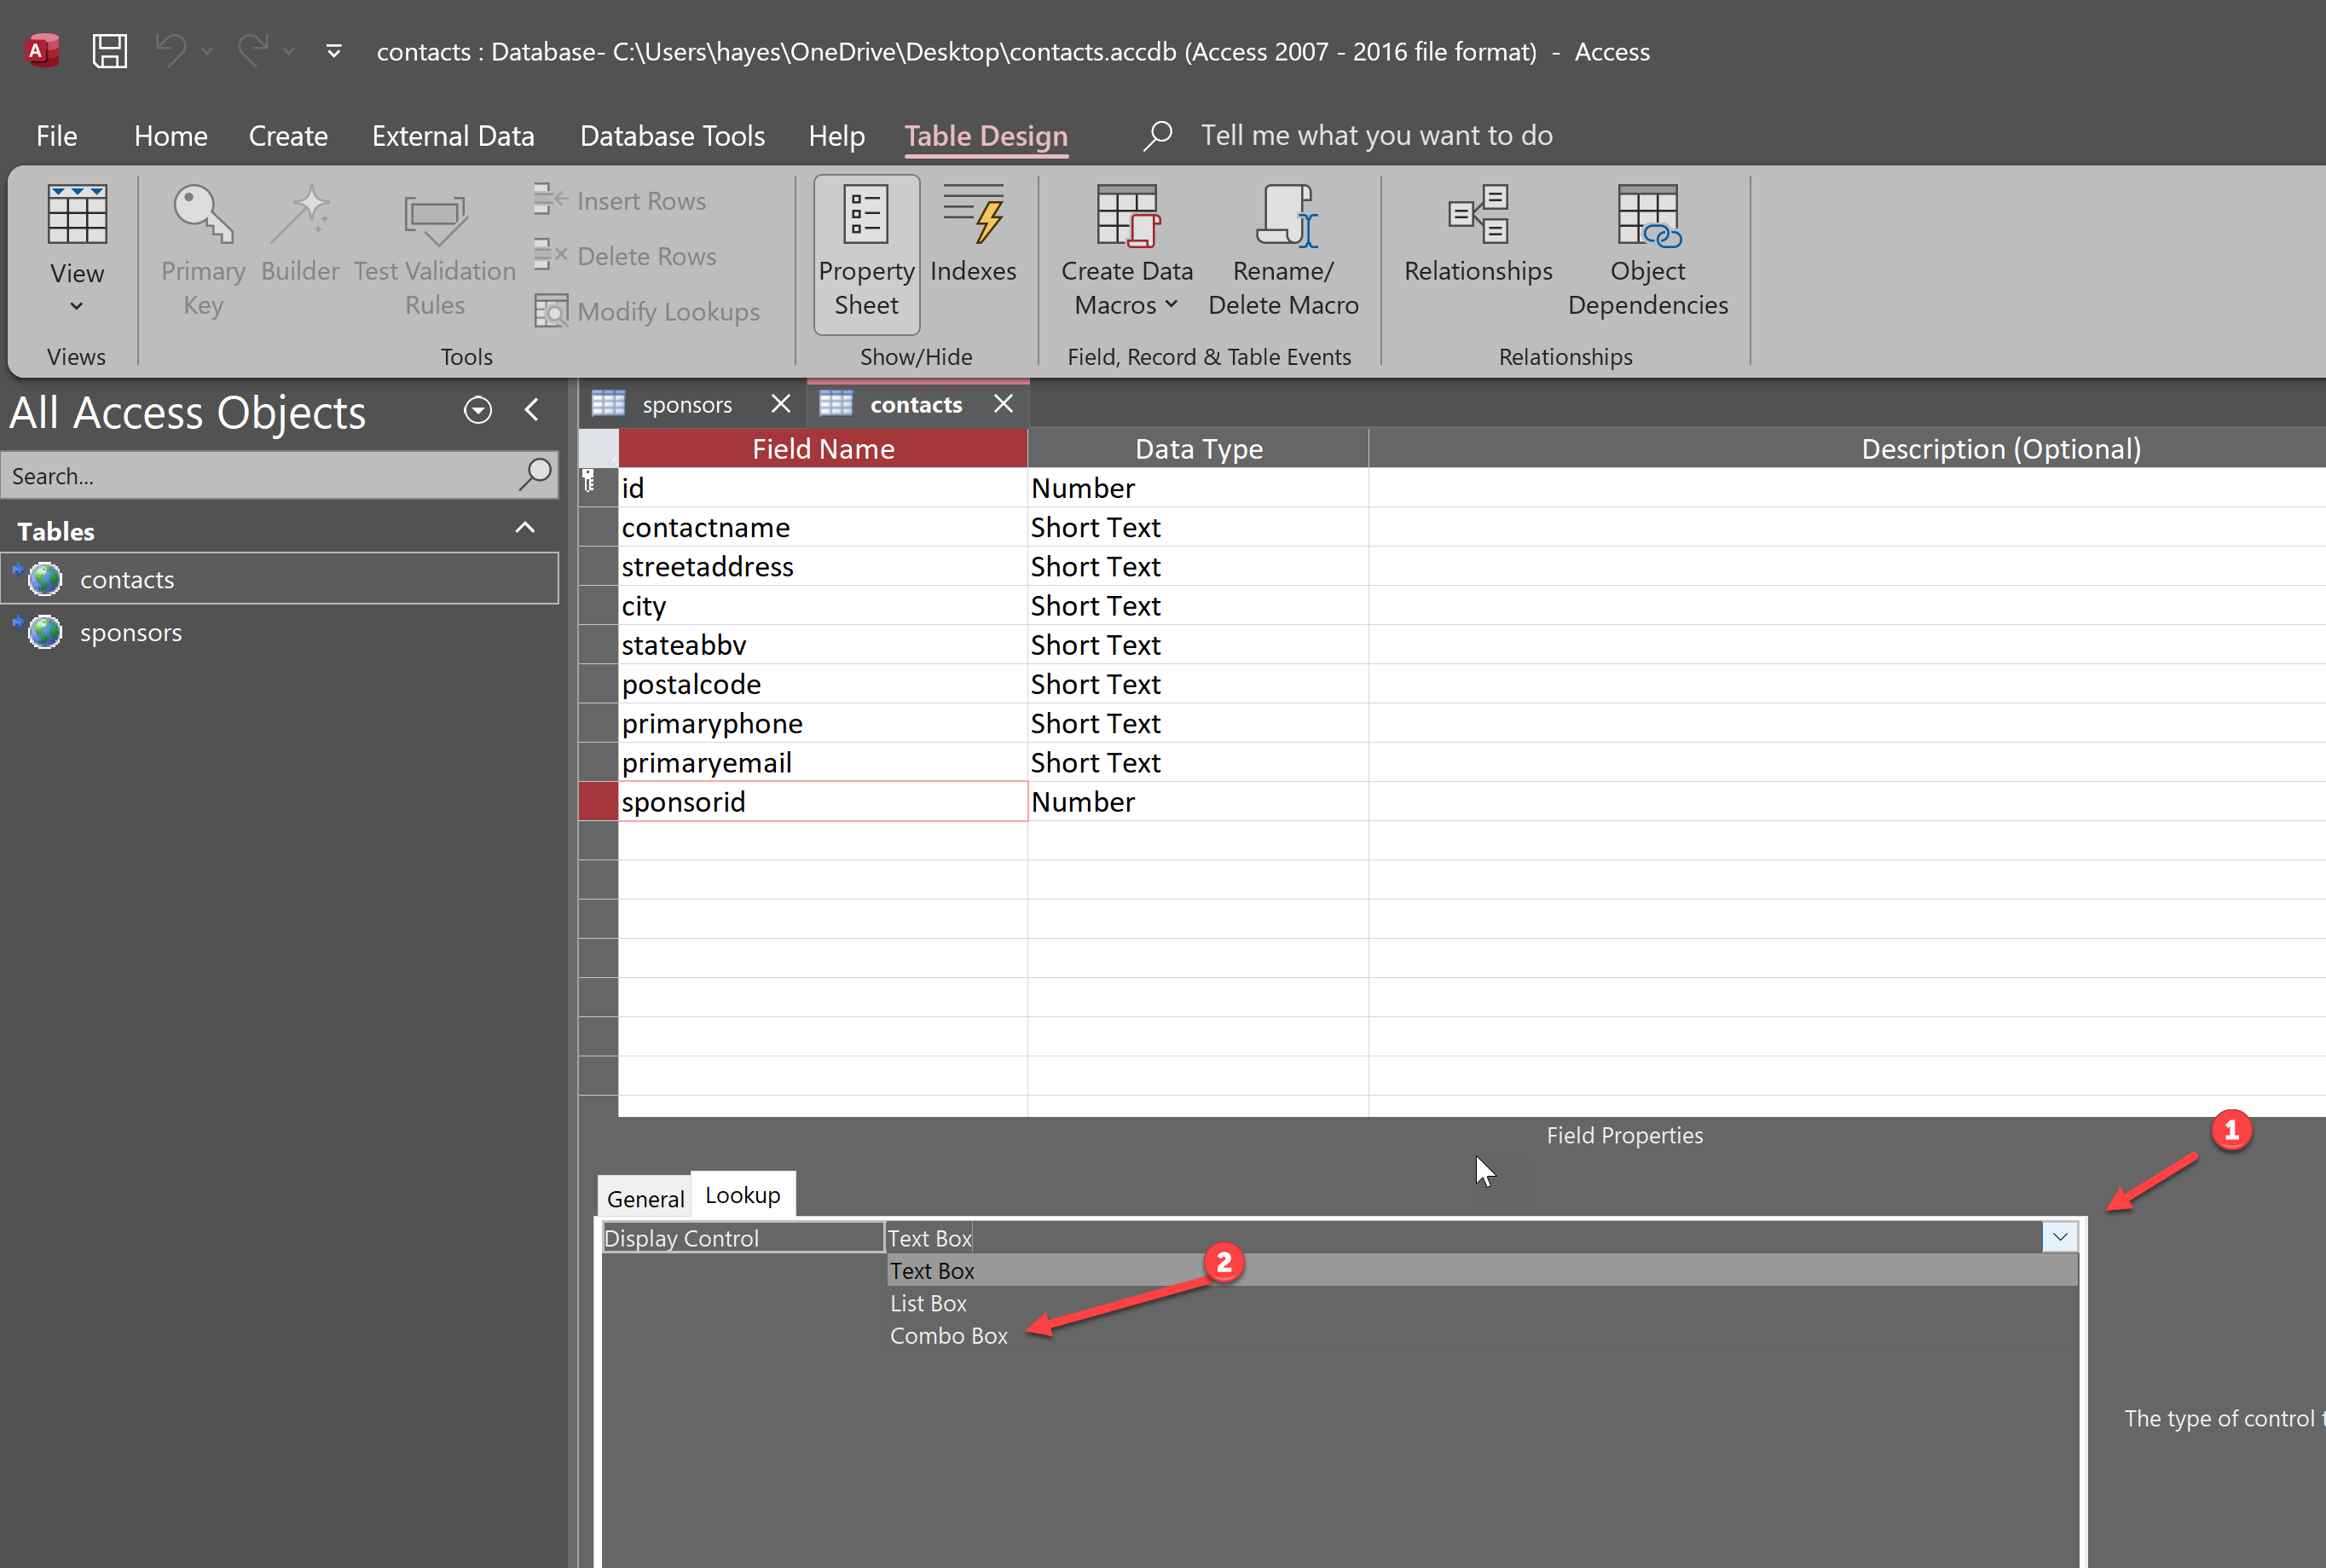 contacts : Database- C:\Users\hayes\OneDrive\Desktop\contacts.accdb (Access 2007 - 2016 file format)  -  Access
File Home Create External Data Database Tools Help Table Design Tell me what you want to do
View
Views
Primary
Key
Builder
Test Validation
Rules
Insert Rows
Delete Rows
Modify Lookups
Tools
Property
Sheet
Indexes
Show/Hide
Create Data
Macros
Rename/
Delete Macro
Field, Record & Table Events
Relationships
Object
Dependencies
Relationships
All Access Objects
Search...
Tables
contacts
sponsors
sponsors contacts
Field Name Data Type Description (Optional)
id Number
contactname Short Text
streetaddress Short Text
city Short Text
stateabbv Short Text
postalcode Short Text
primaryphone Short Text
primaryemail Short Text
sponsorid Number
Field Properties
1
General Lookup
Display Control Text Box
2
Text Box
List Box
Combo Box
The type of control